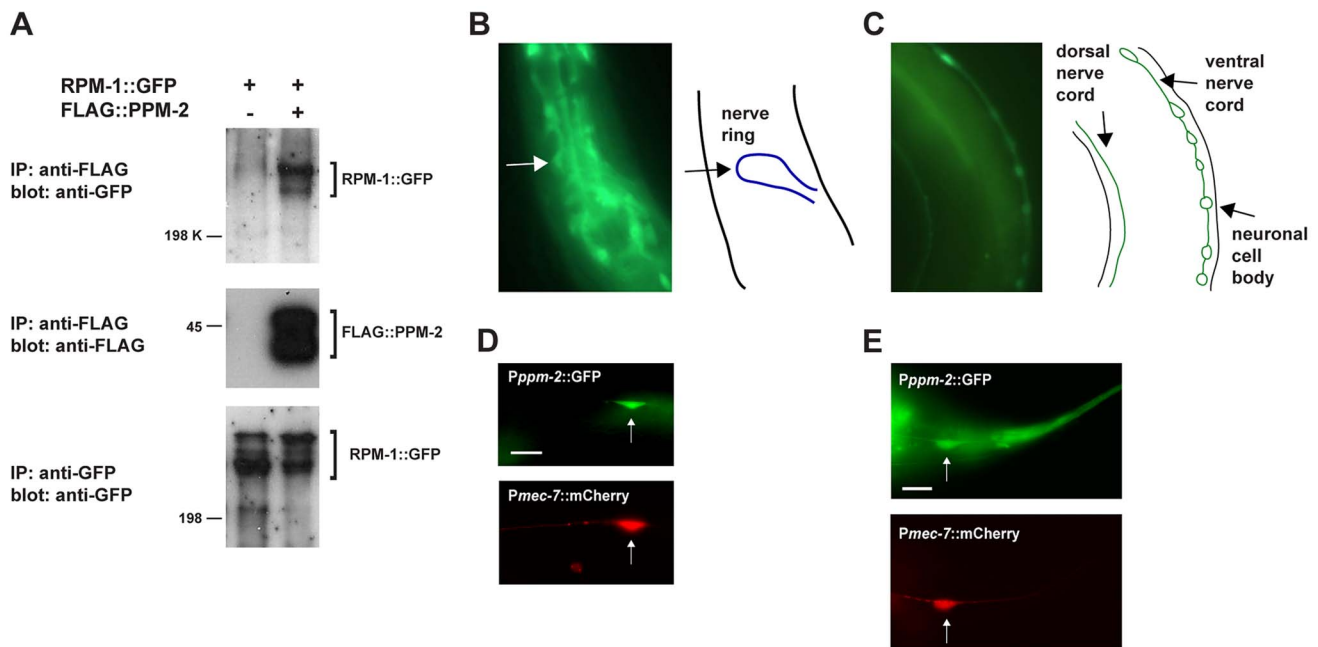 A
RPM-1::GFP + +
FLAG::PPM-2 - +
IP: anti-FLAG
blot: anti-GFP
RPM-1::GFP
198 K
IP: anti-FLAG
blot: anti-FLAG
45
FLAG::PPM-2
IP: anti-GFP
blot: anti-GFP
RPM-1::GFP
198
B
nerve
ring
C
dorsal
nerve
cord
ventral
nerve
cord
neuronal
cell
body
D
Pppm-2::GFP
Pmec-7::mCherry
E
Pppm-2::GFP
Pmec-7::mCherry